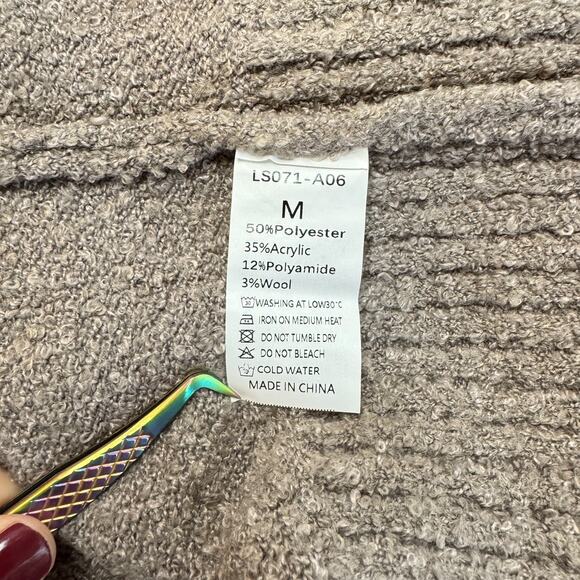 LS071-A06
M
50%Polyester
35%Acrylic
12%Polyamide
3%Wool
WASHING AT LOW30°C
IRON ON MEDIUM HEAT
DO NOT TUMBLE DRY
DO NOT BLEACH
COLD WATER
MADE IN CHINA